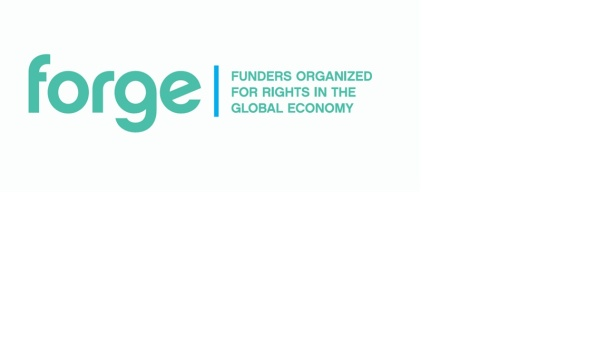 forge
FUNDERS ORGANIZED
FOR RIGHTS IN THE
GLOBAL ECONOMY